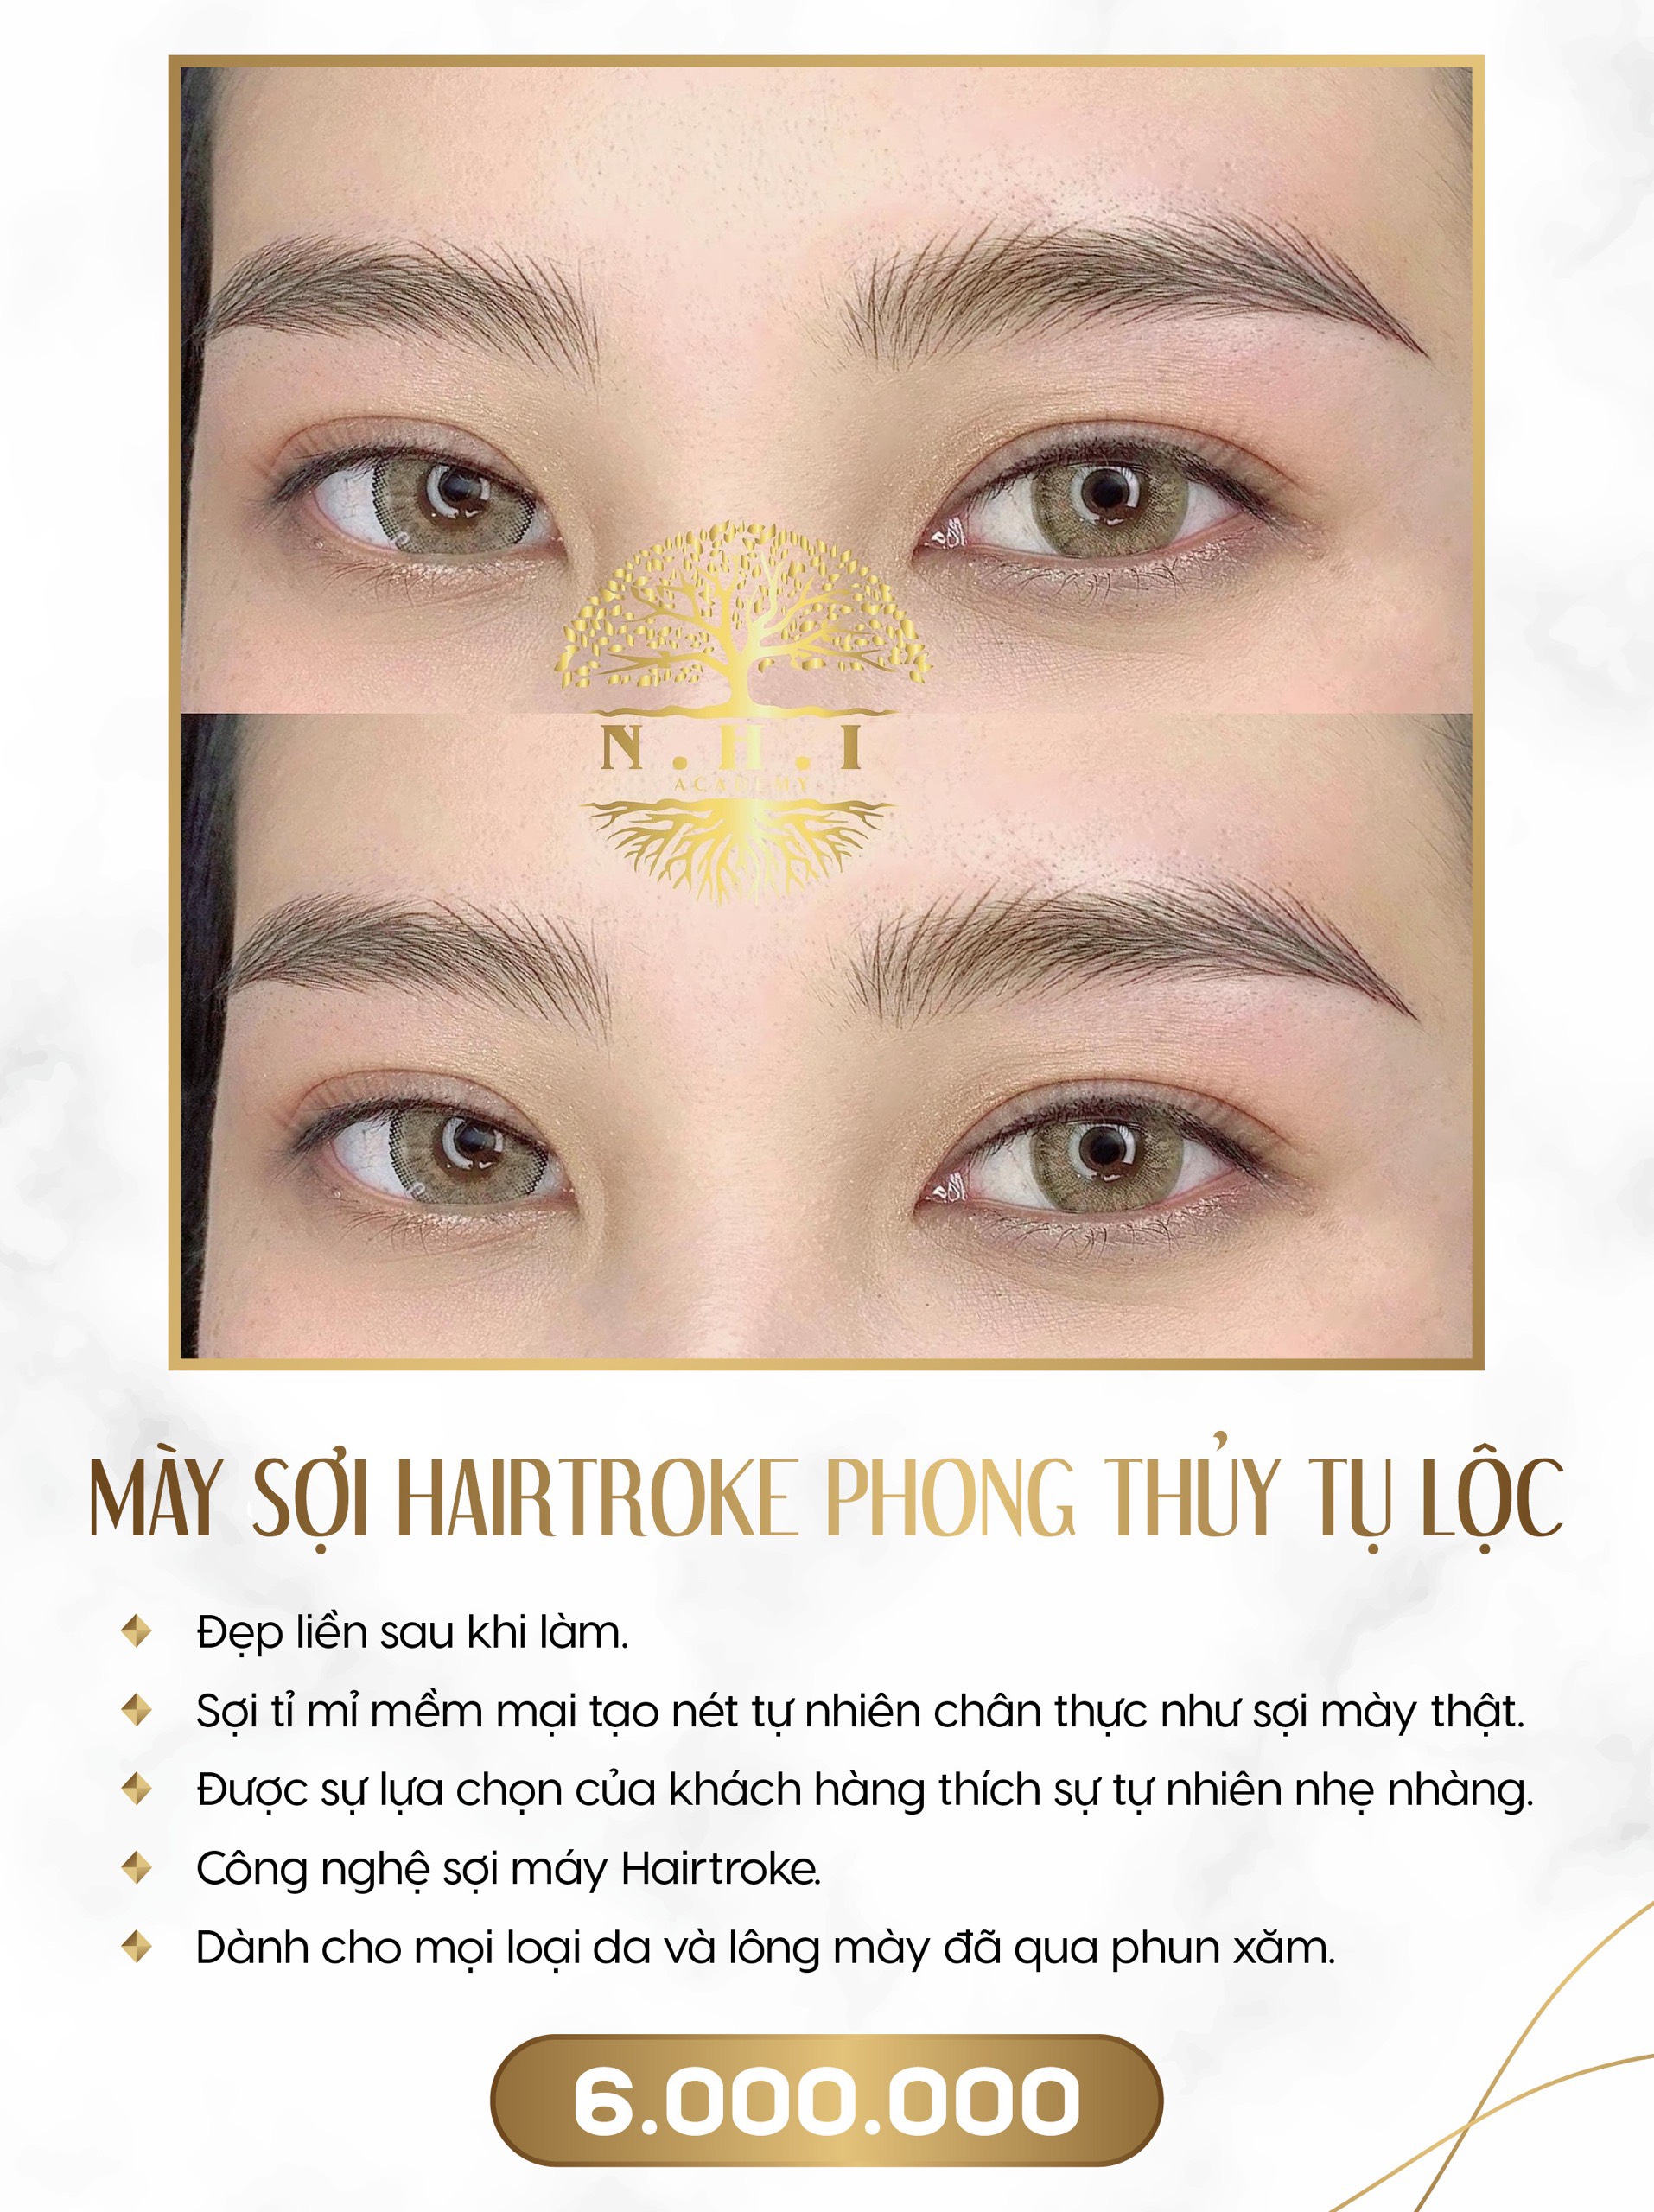 N.H.I
ACADEMY
MÀY SỢI HAIRTROKE PHONG THỦY TỤ LỘC
Đẹp liền sau khi làm.
Sợi tỉ mỉ mềm mại tạo nét tự nhiên chân thực như sợi mày thật.
Được sự lựa chọn của khách hàng thích sự tự nhiên nhẹ nhàng.
Công nghệ sợi máy Hairtroke.
Dành cho mọi loại da và lông mày đã qua phun xăm.
6.000.000